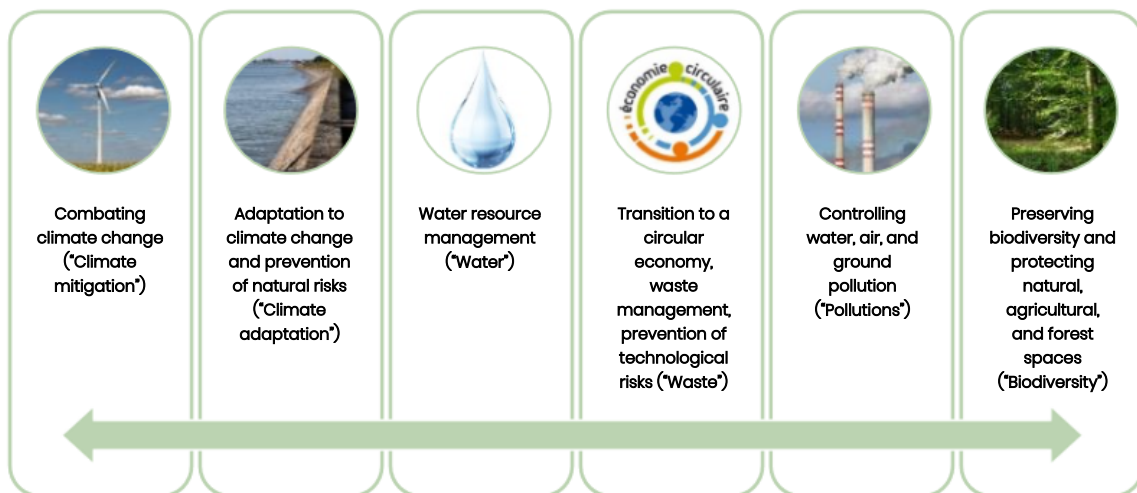 Combating
climate change
("Climate
mitigation")
Adaptation to
climate change
and prevention
of natural risks
("Climate
adaptation")
Water resource
management
("Water")
économie circulaire
Transition to a
circular
economy,
waste
management,
prevention of
technological
risks ("Waste")
Controlling
water, air, and
ground
pollution
("Pollutions")
Preserving
biodiversity and
protecting
natural,
agricultural,
and forest
spaces
("Biodiversity")